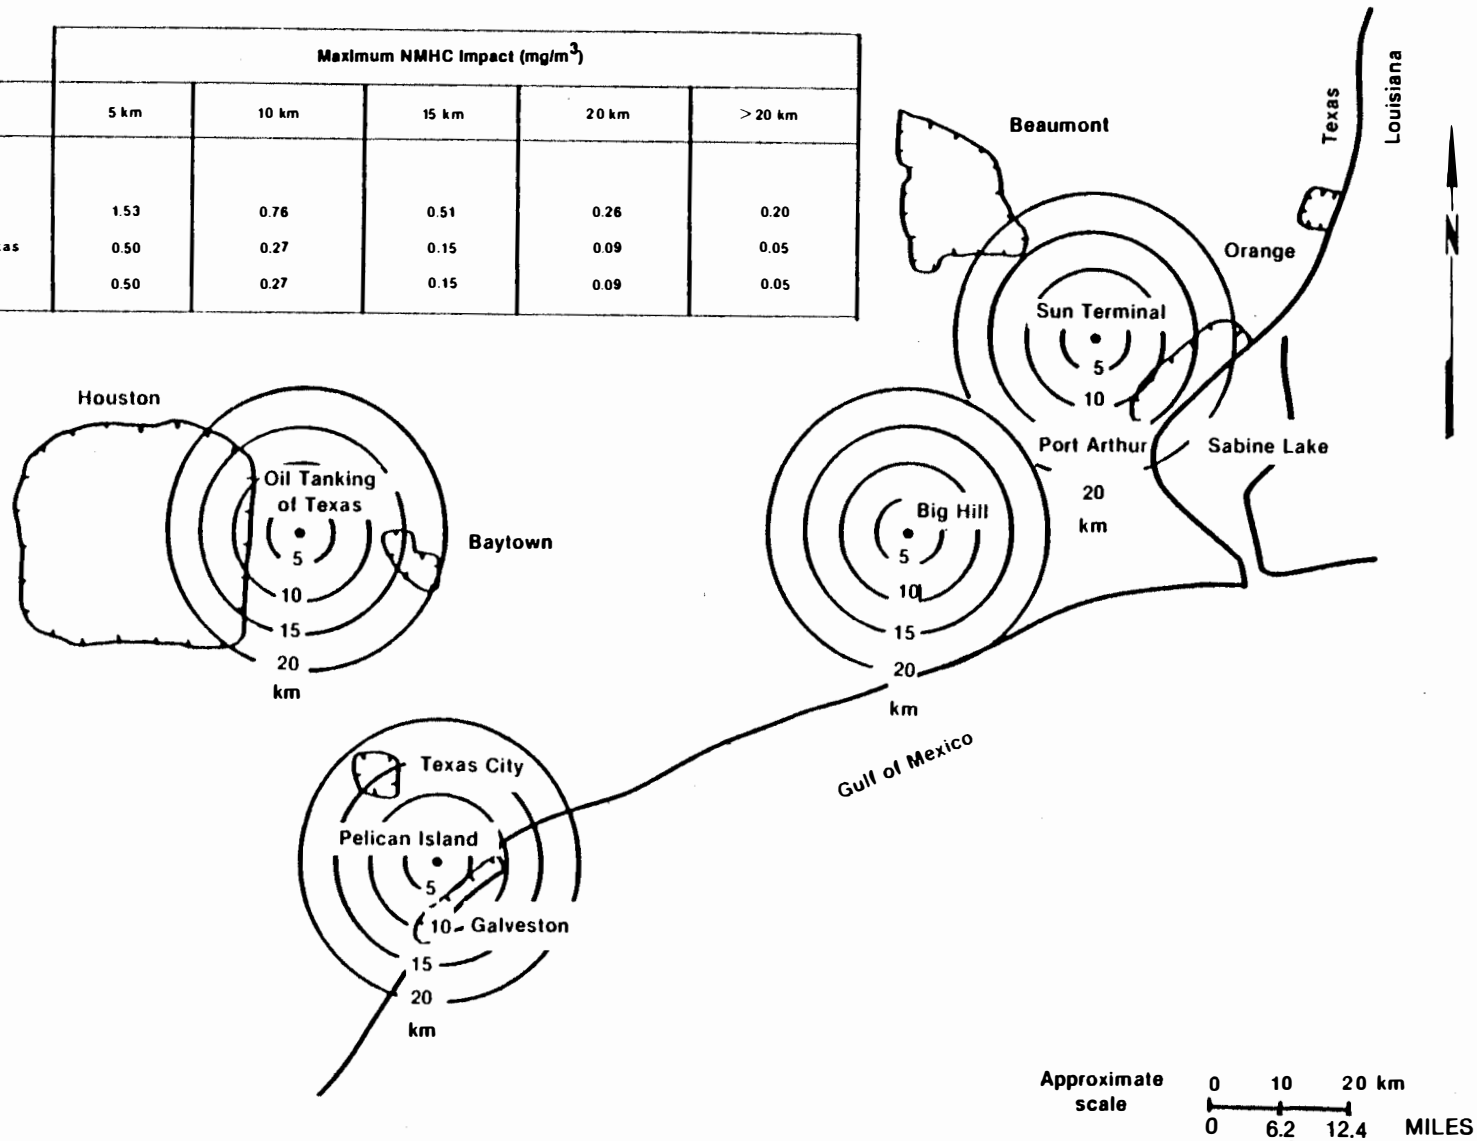 Maximum NMHC Impact (mg/m³)
5 km 10 km 15 km 20 km > 20 km
1.53 0.76 0.51 0.26 0.20
as 0.50 0.27 0.15 0.09 0.05
0.50 0.27 0.15 0.09 0.05
Texas
Louisiana
N
Beaumont
Orange
Sun Terminal
5
10
Port Arthur
Sabine Lake
20
km
Houston
Oil Tanking
of Texas
5
10
15
20
km
Baytown
Big Hill
5
10
15
20
km
Gulf of Mexico
Texas City
Pelican Island
5
10
Galveston
15
20
km
Approximate
scale
0 10 20 km
0 6.2 12.4 MILES